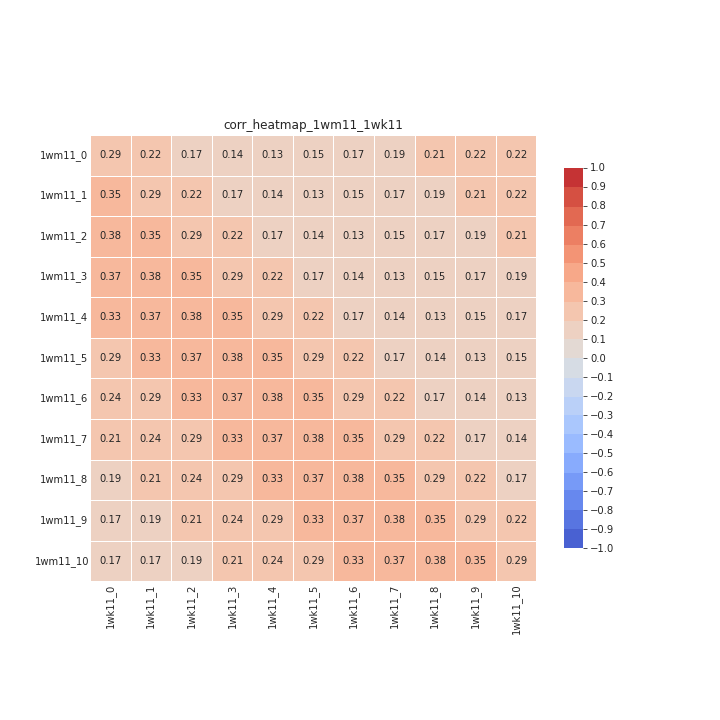 corr_heatmap_1wm11_1wk11
1wm11_0 0.29 0.22 0.17 0.14 0.13 0.15 0.17 0.19 0.21 0.22 0.22
1wm11_1 0.35 0.29 0.22 0.17 0.14 0.13 0.15 0.17 0.19 0.21 0.22
1wm11_2 0.38 0.35 0.29 0.22 0.17 0.14 0.13 0.15 0.17 0.19 0.21
1wm11_3 0.37 0.38 0.35 0.29 0.22 0.17 0.14 0.13 0.15 0.17 0.19
1wm11_4 0.33 0.37 0.38 0.35 0.29 0.22 0.17 0.14 0.13 0.15 0.17
1wm11_5 0.29 0.33 0.37 0.38 0.35 0.29 0.22 0.17 0.14 0.13 0.15
1wm11_6 0.24 0.29 0.33 0.37 0.38 0.35 0.29 0.22 0.17 0.14 0.13
1wm11_7 0.21 0.24 0.29 0.33 0.37 0.38 0.35 0.29 0.22 0.17 0.14
1wm11_8 0.19 0.21 0.24 0.29 0.33 0.37 0.38 0.35 0.29 0.22 0.17
1wm11_9 0.17 0.19 0.21 0.24 0.29 0.33 0.37 0.38 0.35 0.29 0.22
1wm11_10 0.17 0.17 0.19 0.21 0.24 0.29 0.33 0.37 0.38 0.35 0.29
1wk11_0 1wk11_1 1wk11_2 1wk11_3 1wk11_4 1wk11_5 1wk11_6 1wk11_7 1wk11_8 1wk11_9 1wk11_10
1.0
0.9
0.8
0.7
0.6
0.5
0.4
0.3
0.2
0.1
0.0
−0.1
−0.2
−0.3
−0.4
−0.5
−0.6
−0.7
−0.8
−0.9
−1.0